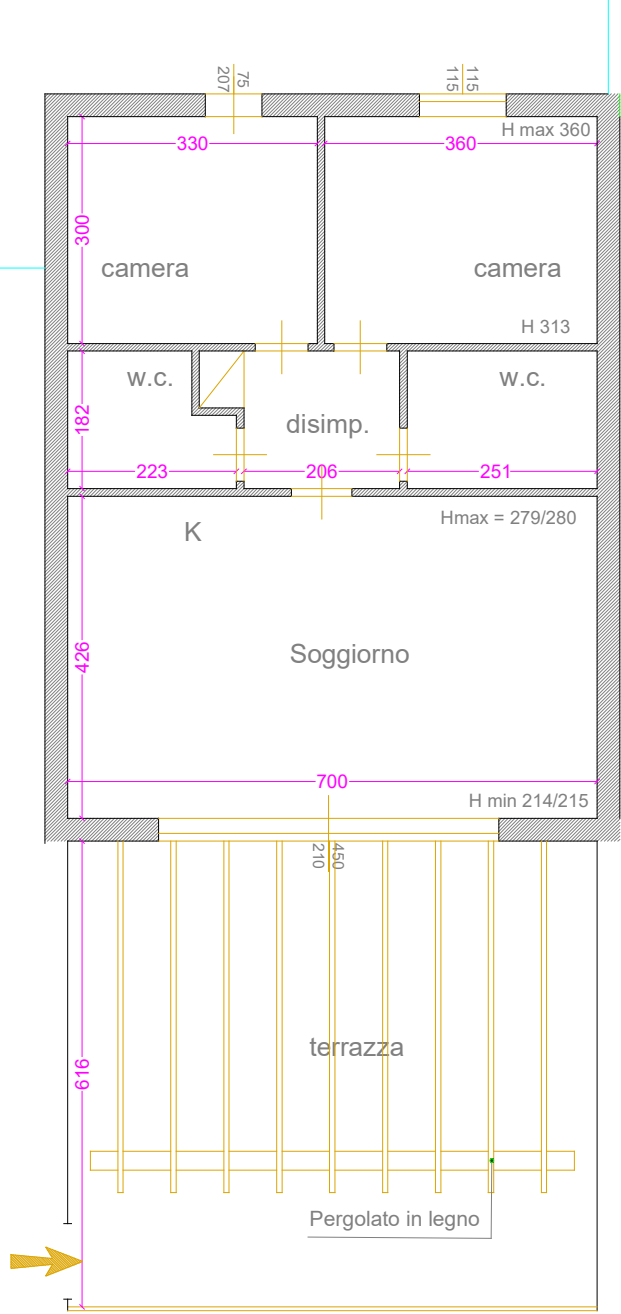 75
207
115
115
H max 360
330
360
300
camera
camera
H 313
w.c.
w.c.
182
disimp.
223
206
251
K
Hmax = 279/280
426
Soggiorno
700
H min 214/215
450
210
terrazza
616
Pergolato in legno